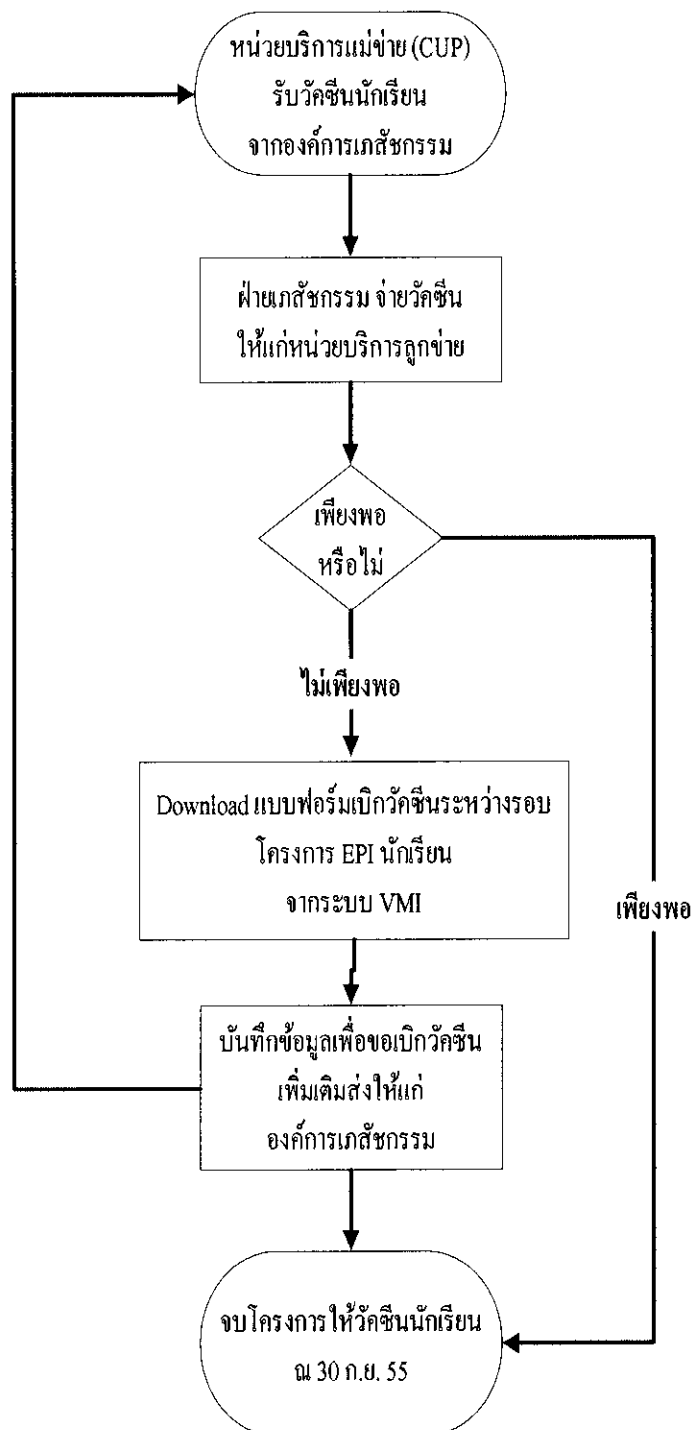 หน่วยบริการแม่ข่าย (CUP)
รับวัคซีนนักเรียน
จากองค์การเภสัชกรรม
ฝ่ายเภสัชกรรม จ่ายวัคซีน
ให้แก่หน่วยบริการลูกข่าย
เพียงพอ
หรือไม่
ไม่เพียงพอ
Download แบบฟอร์มเบิกวัคซีนระหว่างรอบ
โครงการ EPI นักเรียน
จากระบบ VMI
เพียงพอ
บันทึกข้อมูลเพื่อขอเบิกวัคซีน
เพิ่มเติมส่งให้แก่
องค์การเภสัชกรรม
จบโครงการให้วัคซีนนักเรียน
ณ 30 ก.ย. 55